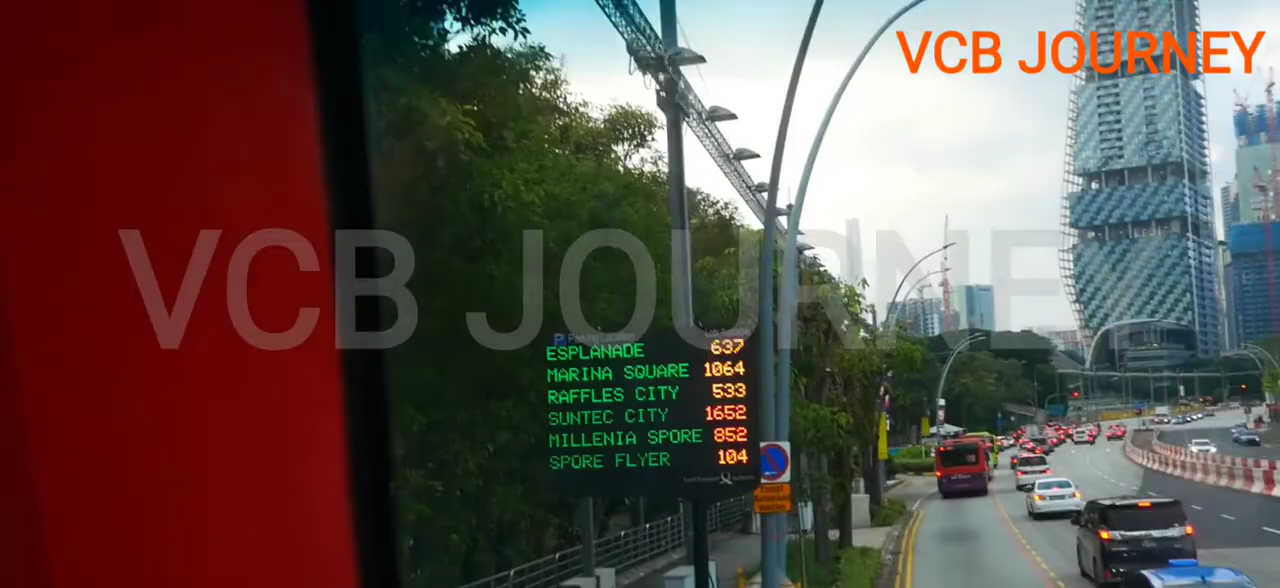 VCB JOURNEY
VCB JOURNEY
P Parking
ESPLANADE 637
MARINA SQUARE 1064
RAFFLES CITY 533
SUNTEC CITY 1652
MILLENIA SPORE 852
SPORE FLYER 104